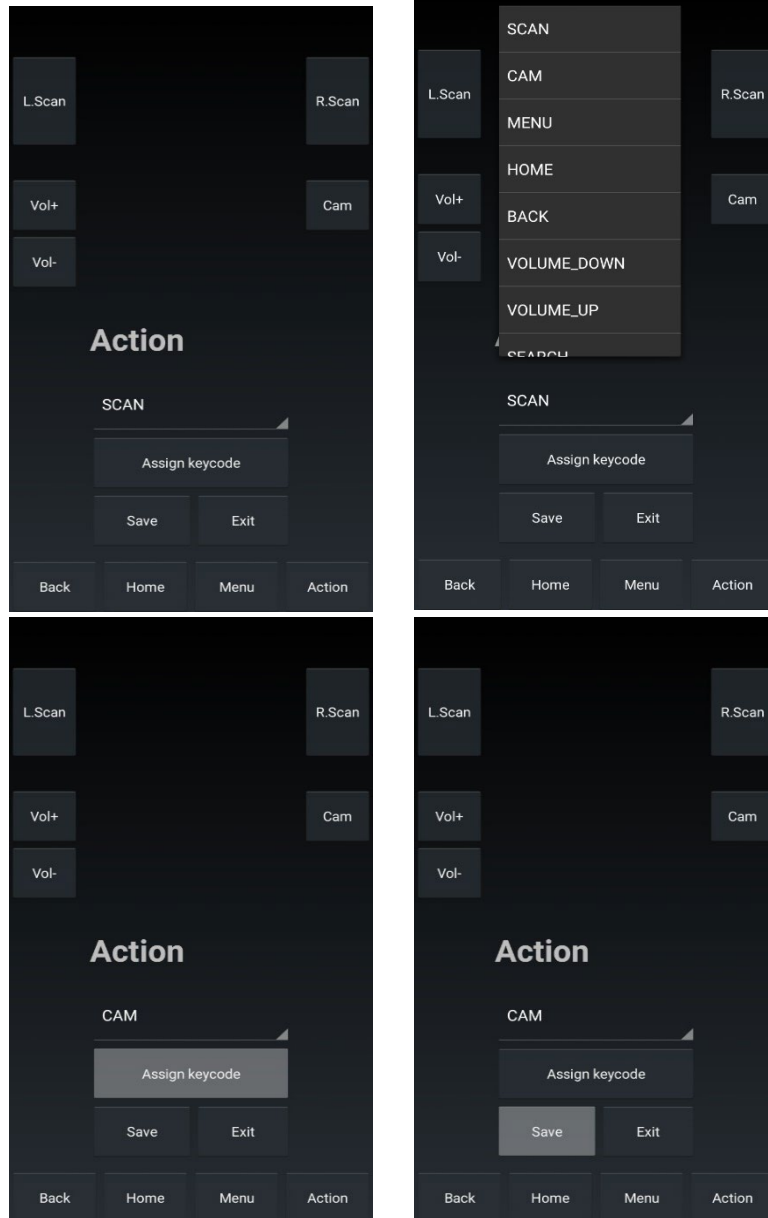 L.Scan R.Scan
Vol+ Cam
Vol-
Action
SCAN
Assign keycode
Save Exit
Back Home Menu Action
SCAN
CAM
L.Scan R.Scan
MENU
HOME
Vol+ Cam
BACK
Vol- VOLUME_DOWN
VOLUME_UP
SEARCH
SCAN
Assign keycode
Save Exit
Back Home Menu Action
L.Scan R.Scan
Vol+ Cam
Vol-
Action
CAM
Assign keycode
Save Exit
Back Home Menu Action
L.Scan R.Scan
Vol+ Cam
Vol-
Action
CAM
Assign keycode
Save Exit
Back Home Menu Action